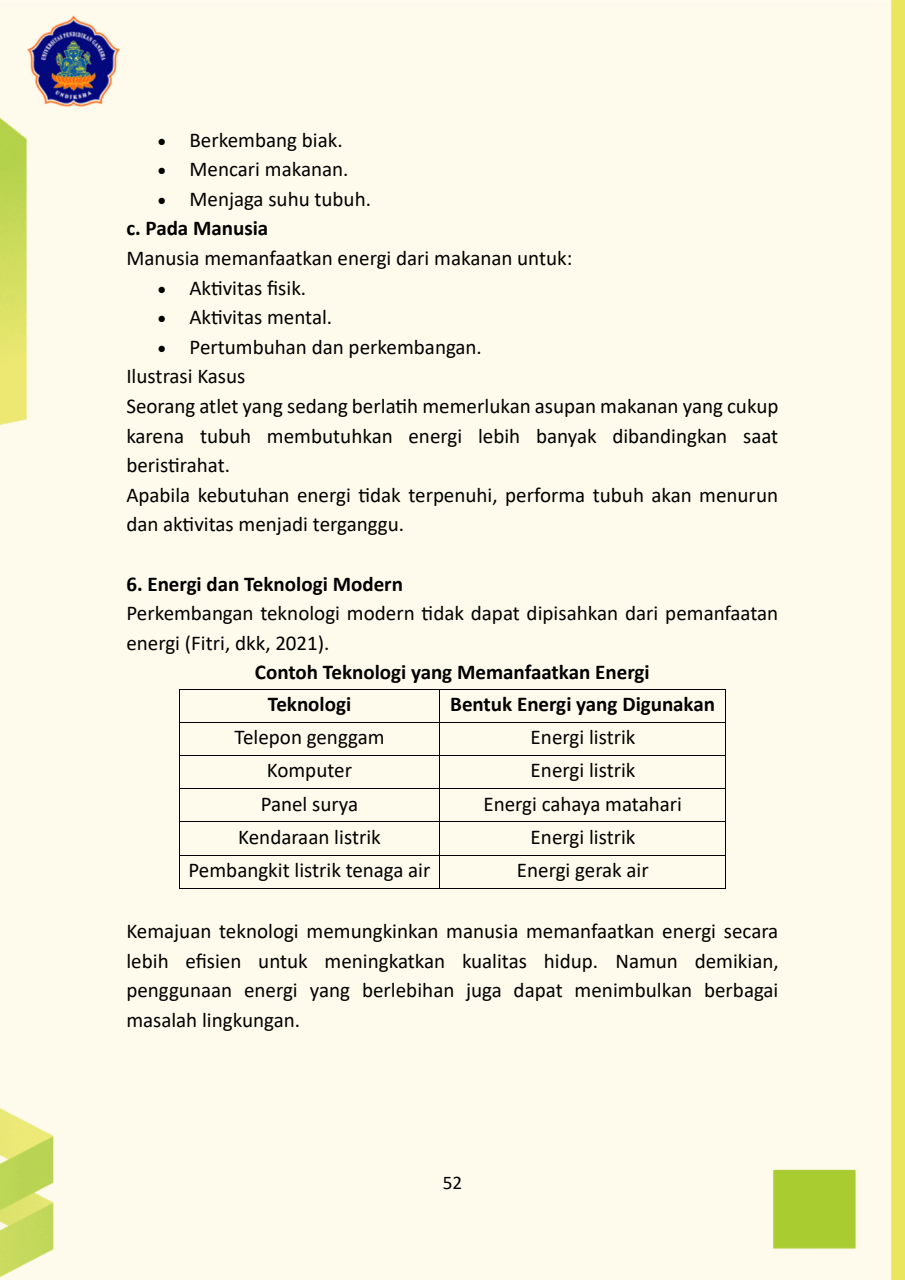 UNIVERSITAS PENDIDIKAN GANESHA
UNDIKSHA
• Berkembang biak.
• Mencari makanan.
• Menjaga suhu tubuh.
c. Pada Manusia
Manusia memanfaatkan energi dari makanan untuk:
• Aktivitas fisik.
• Aktivitas mental.
• Pertumbuhan dan perkembangan.
Ilustrasi Kasus
Seorang atlet yang sedang berlatih memerlukan asupan makanan yang cukup
karena tubuh membutuhkan energi lebih banyak dibandingkan saat
beristirahat.
Apabila kebutuhan energi tidak terpenuhi, performa tubuh akan menurun
dan aktivitas menjadi terganggu.
6. Energi dan Teknologi Modern
Perkembangan teknologi modern tidak dapat dipisahkan dari pemanfaatan
energi (Fitri, dkk, 2021).
Contoh Teknologi yang Memanfaatkan Energi
Teknologi Bentuk Energi yang Digunakan
Telepon genggam Energi listrik
Komputer Energi listrik
Panel surya Energi cahaya matahari
Kendaraan listrik Energi listrik
Pembangkit listrik tenaga air Energi gerak air
Kemajuan teknologi memungkinkan manusia memanfaatkan energi secara
lebih efisien untuk meningkatkan kualitas hidup. Namun demikian,
penggunaan energi yang berlebihan juga dapat menimbulkan berbagai
masalah lingkungan.
52